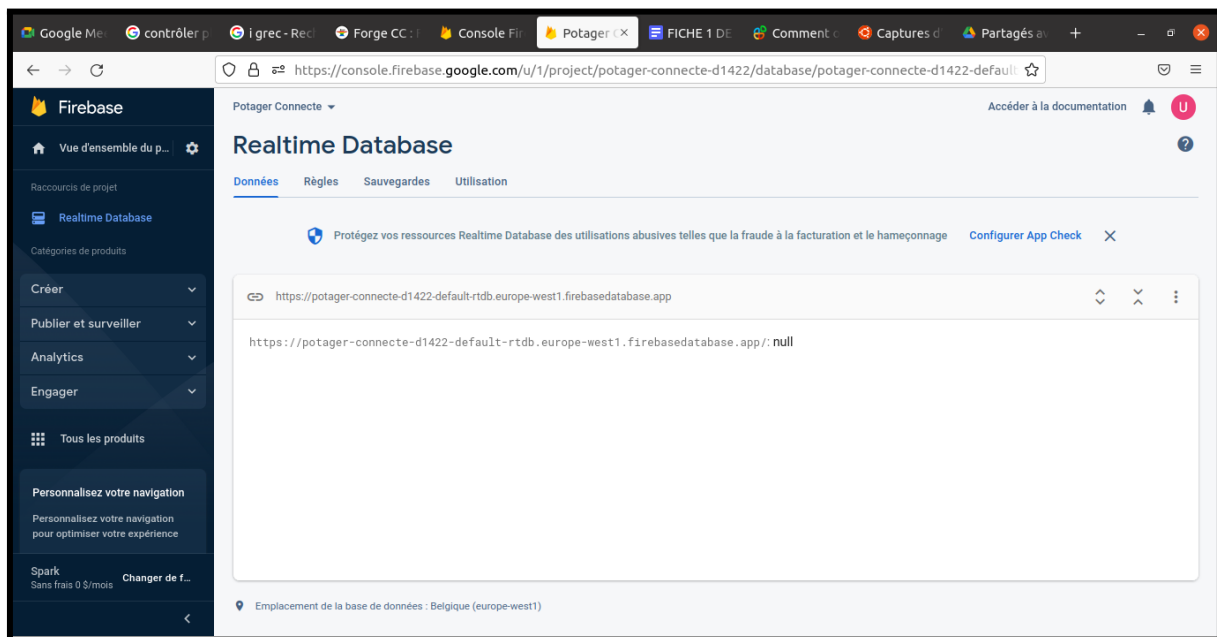 Google Me
contrôler p
i grec - Rec
Forge CC : F
Console Fir
Potager C
FICHE 1 DE
Comment o
Captures d'
Partagés av
https://console.firebase.google.com/u/1/project/potager-connecte-d1422/database/potager-connecte-d1422-default
Firebase
Potager Connecte
Accéder à la documentation
U
Vue d'ensemble du p...
Realtime Database
?
Raccourcis de projet
Données Règles Sauvegardes Utilisation
Realtime Database
Catégories de produits
Protégez vos ressources Realtime Database des utilisations abusives telles que la fraude à la facturation et le hameçonnage Configurer App Check
Créer
https://potager-connecte-d1422-default-rtdb.europe-west1.firebasedatabase.app
Publier et surveiller
https://potager-connecte-d1422-default-rtdb.europe-west1.firebasedatabase.app/: null
Analytics
Engager
Tous les produits
Personnalisez votre navigation
Personnalisez votre navigation
pour optimiser votre expérience
Spark
Sans frais 0 $/mois
Changer de f...
Emplacement de la base de données : Belgique (europe-west1)